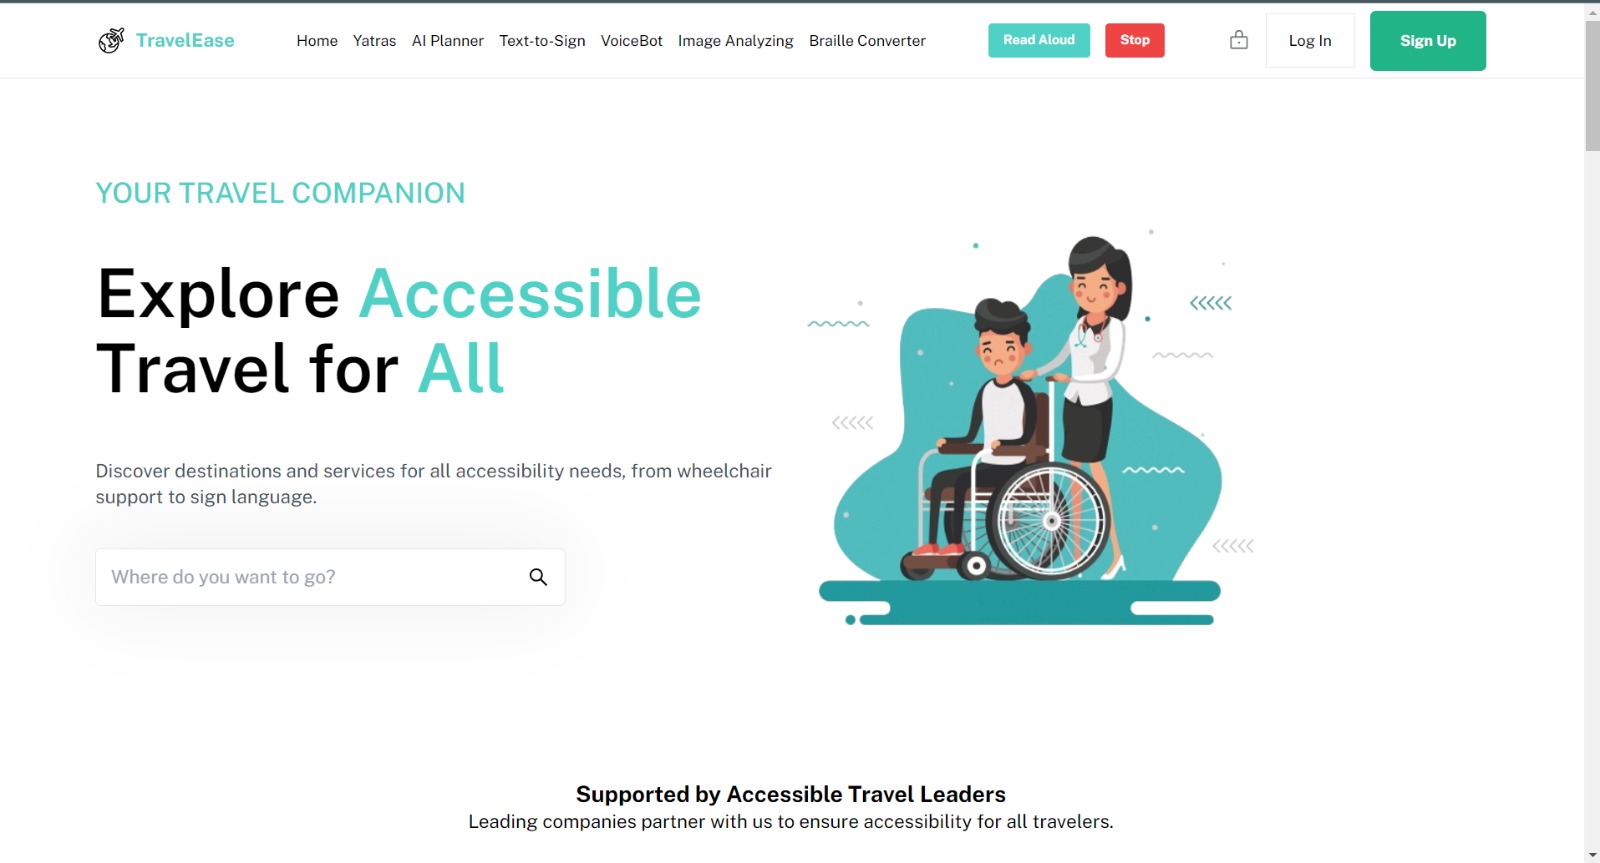 TravelEase
Home Yatras AI Planner Text-to-Sign VoiceBot Image Analyzing Braille Converter
Read Aloud
Stop
Log In
Sign Up
YOUR TRAVEL COMPANION
Explore Accessible
Travel for All
Discover destinations and services for all accessibility needs, from wheelchair
support to sign language.
Where do you want to go?
Supported by Accessible Travel Leaders
Leading companies partner with us to ensure accessibility for all travelers.